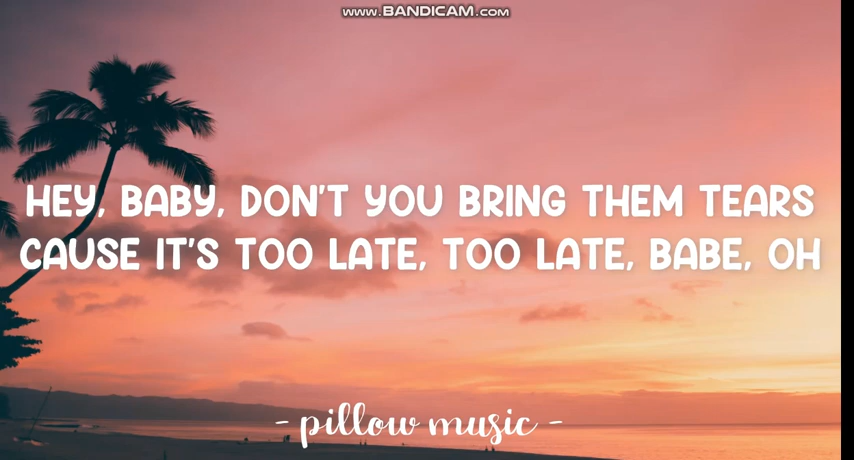 www.BANDICAM.com
HEY, BABY, DON'T YOU BRING THEM TEARS
CAUSE IT'S TOO LATE, TOO LATE, BABE, OH
- pillow music -